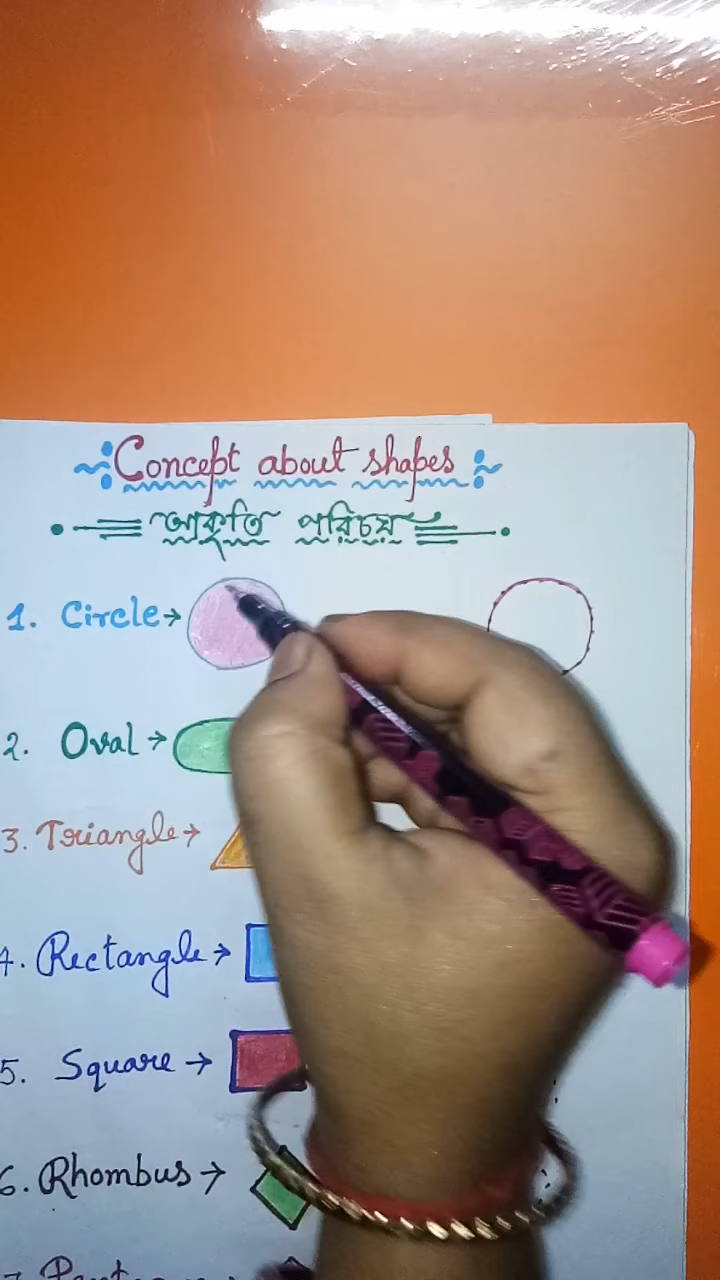 Concept about shapes
আকৃতি পরিচয়
1. Circle→
2. Oval→
3. Triangle→
4. Rectangle→
5. Square→
6. Rhombus→